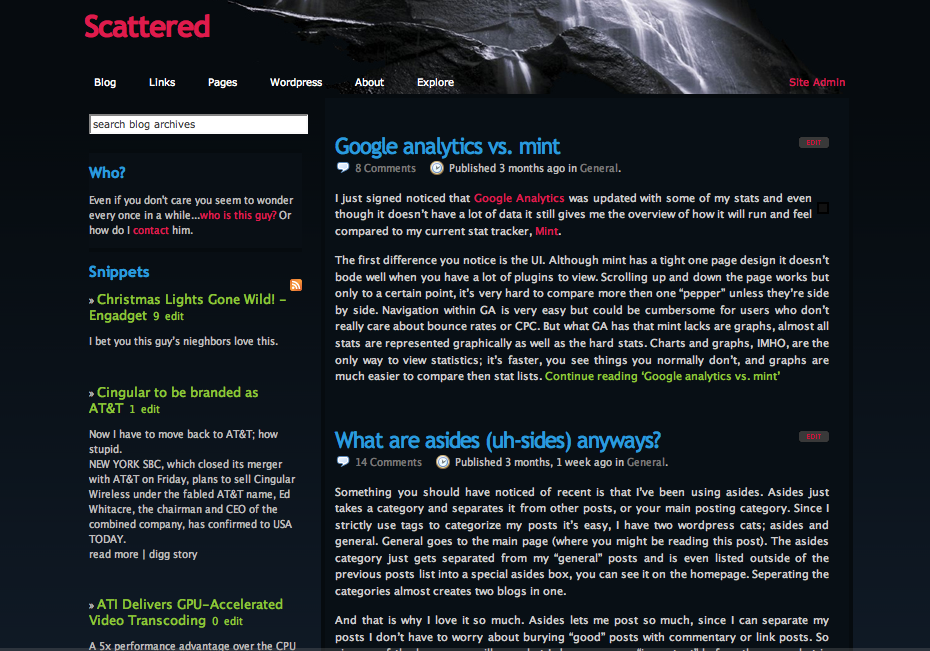 Scattered
Blog Links Pages Wordpress About Explore Site Admin
search blog archives
Who?
Even if you don't care you seem to wonder
every once in a while...who is this guy? Or
how do I contact him.
Snippets
» Christmas Lights Gone Wild! –
Engadget 9 edit
I bet you this guy's nieghbors love this.
» Cingular to be branded as
AT&T 1 edit
Now I have to move back to AT&T; how
stupid.
NEW YORK SBC, which closed its merger
with AT&T on Friday, plans to sell Cingular
Wireless under the fabled AT&T name, Ed
Whitacre, the chairman and CEO of the
combined company, has confirmed to USA
TODAY.
read more | digg story
» ATI Delivers GPU-Accelerated
Video Transcoding 0 edit
A 5x performance advantage over the CPU
Google analytics vs. mint
EDIT
8 Comments Published 3 months ago in General.
I just signed noticed that Google Analytics was updated with some of my stats and even
though it doesn't have a lot of data it still gives me the overview of how it will run and feel
compared to my current stat tracker, Mint.
The first difference you notice is the UI. Although mint has a tight one page design it doesn't
bode well when you have a lot of plugins to view. Scrolling up and down the page works but
only to a certain point, it's very hard to compare more then one “pepper” unless they're side
by side. Navigation within GA is very easy but could be cumbersome for users who don't
really care about bounce rates or CPC. But what GA has that mint lacks are graphs, almost all
stats are represented graphically as well as the hard stats. Charts and graphs, IMHO, are the
only way to view statistics; it's faster, you see things you normally don't, and graphs are
much easier to compare then stat lists. Continue reading ‘Google analytics vs. mint’
What are asides (uh-sides) anyways?
EDIT
14 Comments Published 3 months, 1 week ago in General.
Something you should have noticed of recent is that I've been using asides. Asides just
takes a category and separates it from other posts, or your main posting category. Since I
strictly use tags to categorize my posts it's easy, I have two wordpress cats; asides and
general. General goes to the main page (where you might be reading this post). The asides
category just gets separated from my “general” posts and is even listed outside of the
previous posts list into a special asides box, you can see it on the homepage. Seperating the
categories almost creates two blogs in one.
And that is why I love it so much. Asides lets me post so much, since I can separate my
posts I don't have to worry about burying “good” posts with commentary or link posts. So